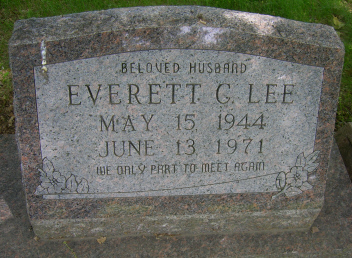 BELOVED HUSBAND
EVERETT C. LEE
MAY 15 1944
JUNE 13 1971
WE ONLY PART TO MEET AGAIN